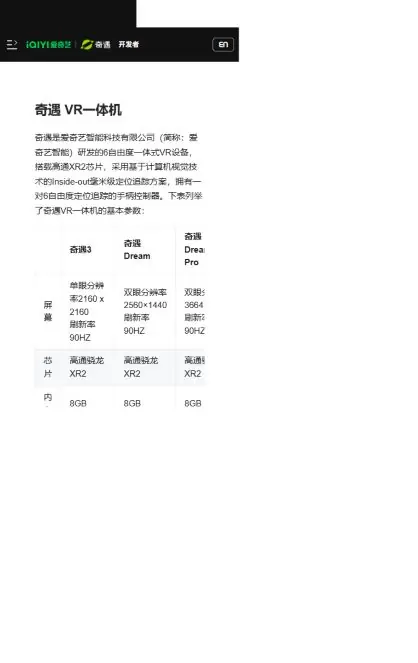 iQIYI爱奇艺 奇遇 开发者 En
奇遇 VR一体机
奇遇是爱奇艺智能科技有限公司（简称：爱
奇艺智能）研发的6自由度一体式VR设备，
搭载高通XR2芯片，采用基于计算机视觉技
术的Inside-out毫米级定位追踪方案，拥有一
对6自由度定位追踪的手柄控制器。下表列举
了奇遇VR一体机的基本参数：
奇遇3
奇遇
Dream
奇遇
Pro
屏
幕
单眼分辨
率2160 x
2160
刷新率
90HZ
双眼分辨率
2560×1440
刷新率
90HZ
3664
90HZ
芯
片
高通骁龙
XR2
高通骁龙
XR2
高通
XR2
内
8GB
8GB
8GB